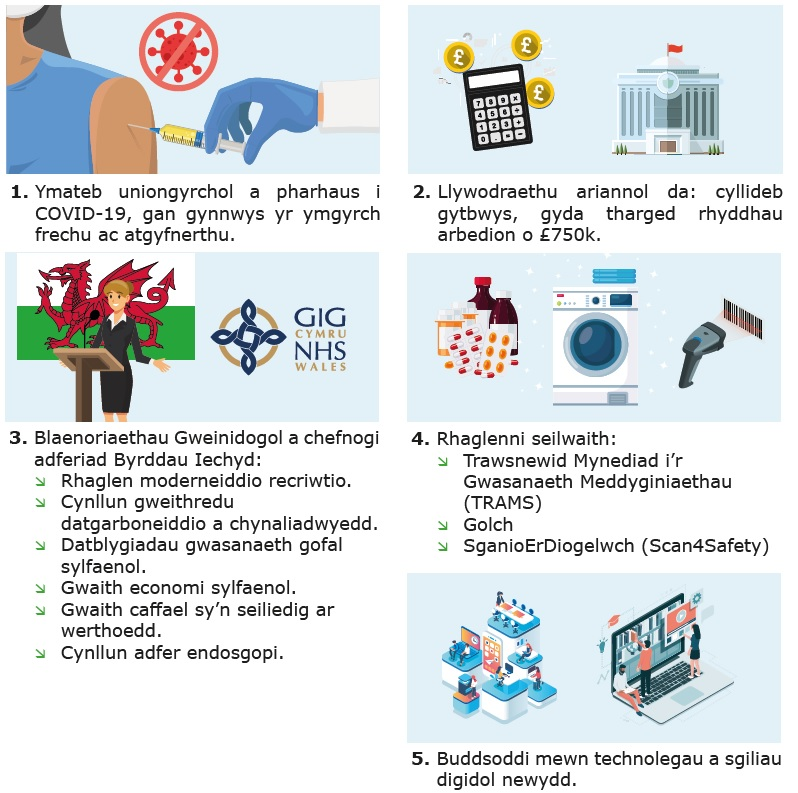 1. Ymateb uniongyrchol a pharhaus i
COVID-19, gan gynnwys yr ymgyrch
frechu ac atgyfnerthu.
2. Llywodraethu ariannol da: cyllideb
gytbwys, gyda tharged rhyddhau
arbedion o £750k.
GIG
CYMRU
NHS
WALES
3. Blaenoriaethau Gweinidogol a chefnogi
adferiad Byrddau Iechyd:
Rhaglen moderneiddio recriwtio.
Cynllun gweithredu
datgarboneiddio a chynaliadwyedd.
Datblygiadau gwasanaeth gofal
sylfaenol.
Gwaith economi sylfaenol.
Gwaith caffael sy’n seiliedig ar
werthoedd.
Cynllun adfer endosgopi.
4. Rhaglenni seilwaith:
Trawsnewid Mynediad i’r
Gwasanaeth Meddyginiaethau
(TRAMS)
Golch
SganioErDiogelwch (Scan4Safety)
5. Buddsoddi mewn technolegau a sgiliau
digidol newydd.